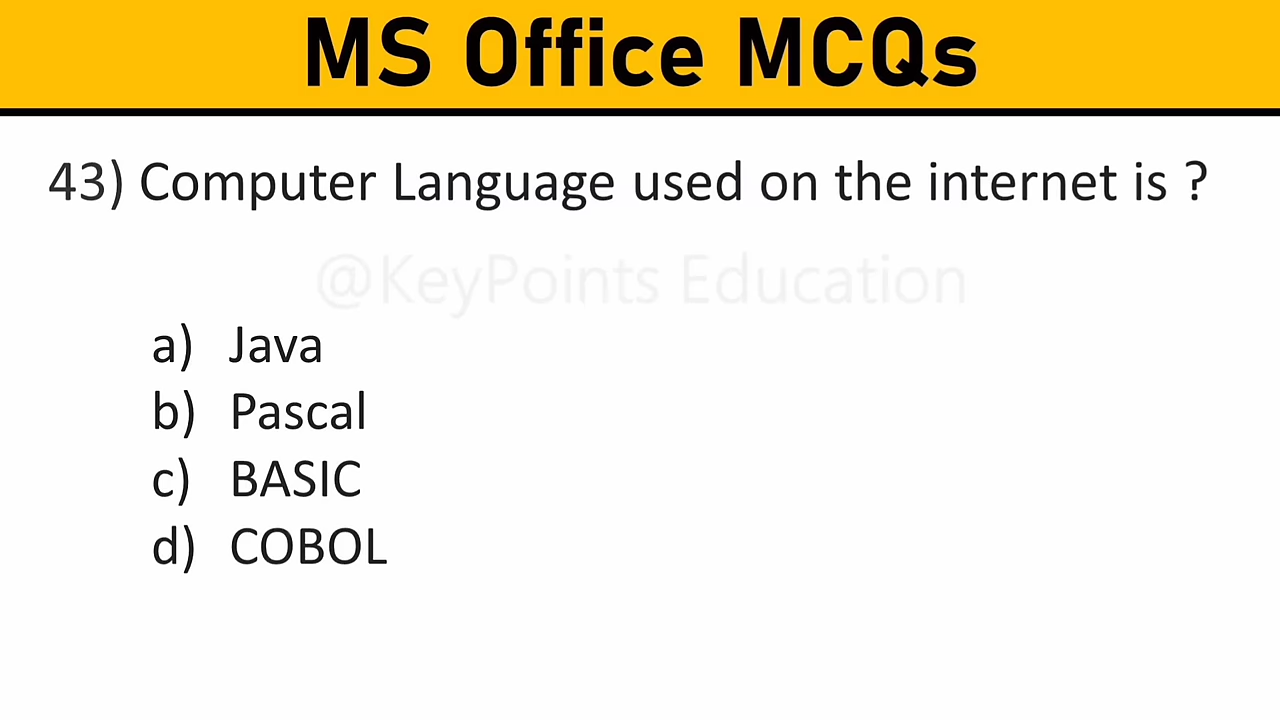 MS Office MCQs
43) Computer Language used on the internet is ?
@KeyPoints Education
a) Java
b) Pascal
c) BASIC
d) COBOL